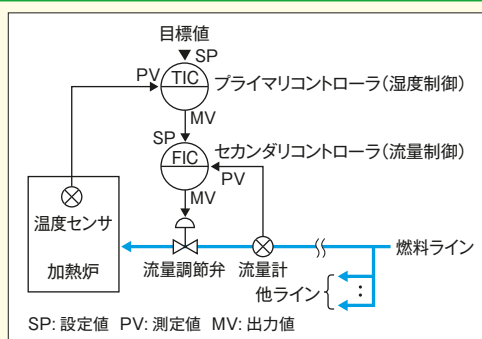 目標値
SP
PV
TIC
プライマリコントローラ(湿度制御)
MV
SP
FIC
セカンダリコントローラ(流量制御)
PV
MV
温度センサ
加熱炉
流量調節弁
流量計
燃料ライン
他ライン
:
SP: 設定値 PV: 測定値 MV: 出力値